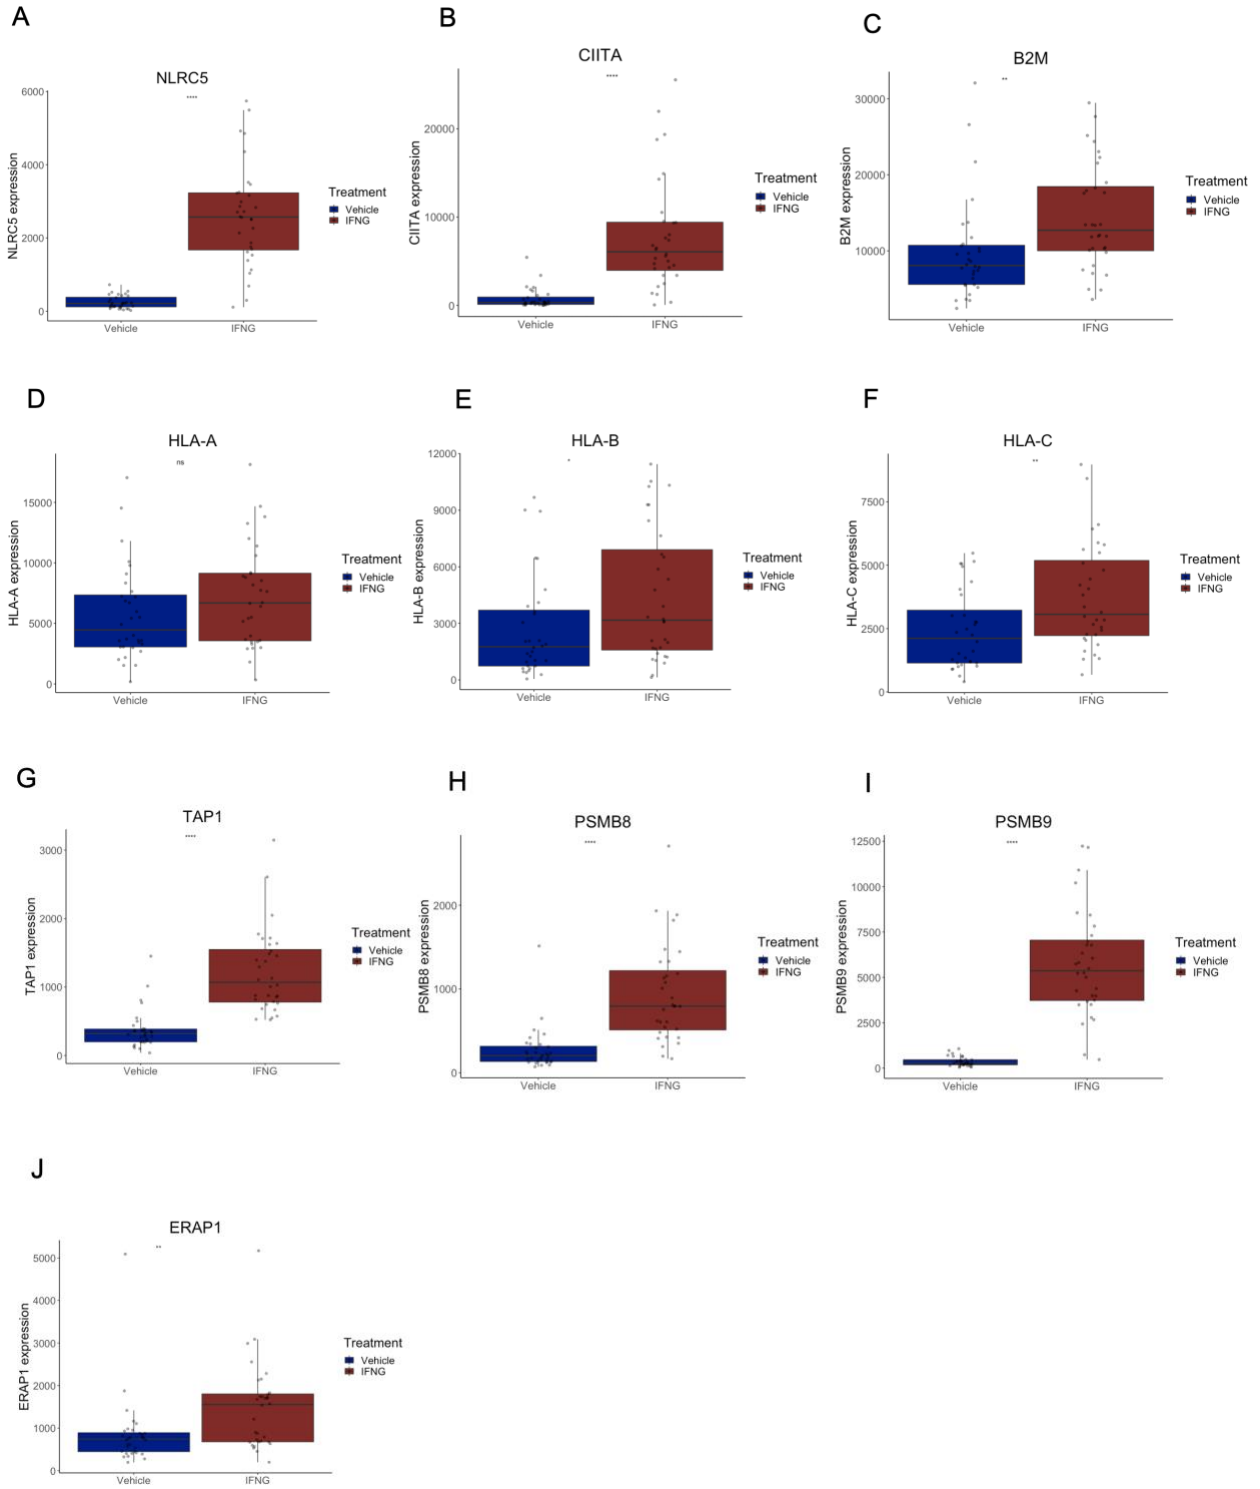 A
NLRC5
****
NLRC5 expression
6000
4000
2000
0
Vehicle
IFNG
Treatment
Vehicle
IFNG
B
CIITA
****
CIITA expression
20000
10000
0
Vehicle
IFNG
Treatment
Vehicle
IFNG
C
B2M
**
B2M expression
30000
20000
10000
Vehicle
IFNG
Treatment
Vehicle
IFNG
D
HLA-A
ns
HLA-A expression
15000
10000
5000
0
Vehicle
IFNG
Treatment
Vehicle
IFNG
E
HLA-B
*
HLA-B expression
12000
9000
6000
3000
0
Vehicle
IFNG
Treatment
Vehicle
IFNG
F
HLA-C
**
HLA-C expression
7500
5000
2500
0
Vehicle
IFNG
Treatment
Vehicle
IFNG
G
TAP1
****
TAP1 expression
3000
2000
1000
0
Vehicle
IFNG
Treatment
Vehicle
IFNG
H
PSMB8
****
PSMB8 expression
2000
1000
0
Vehicle
IFNG
Treatment
Vehicle
IFNG
I
PSMB9
****
PSMB9 expression
12500
10000
7500
5000
2500
0
Vehicle
IFNG
Treatment
Vehicle
IFNG
J
ERAP1
**
ERAP1 expression
5000
4000
3000
2000
1000
0
Vehicle
IFNG
Treatment
Vehicle
IFNG